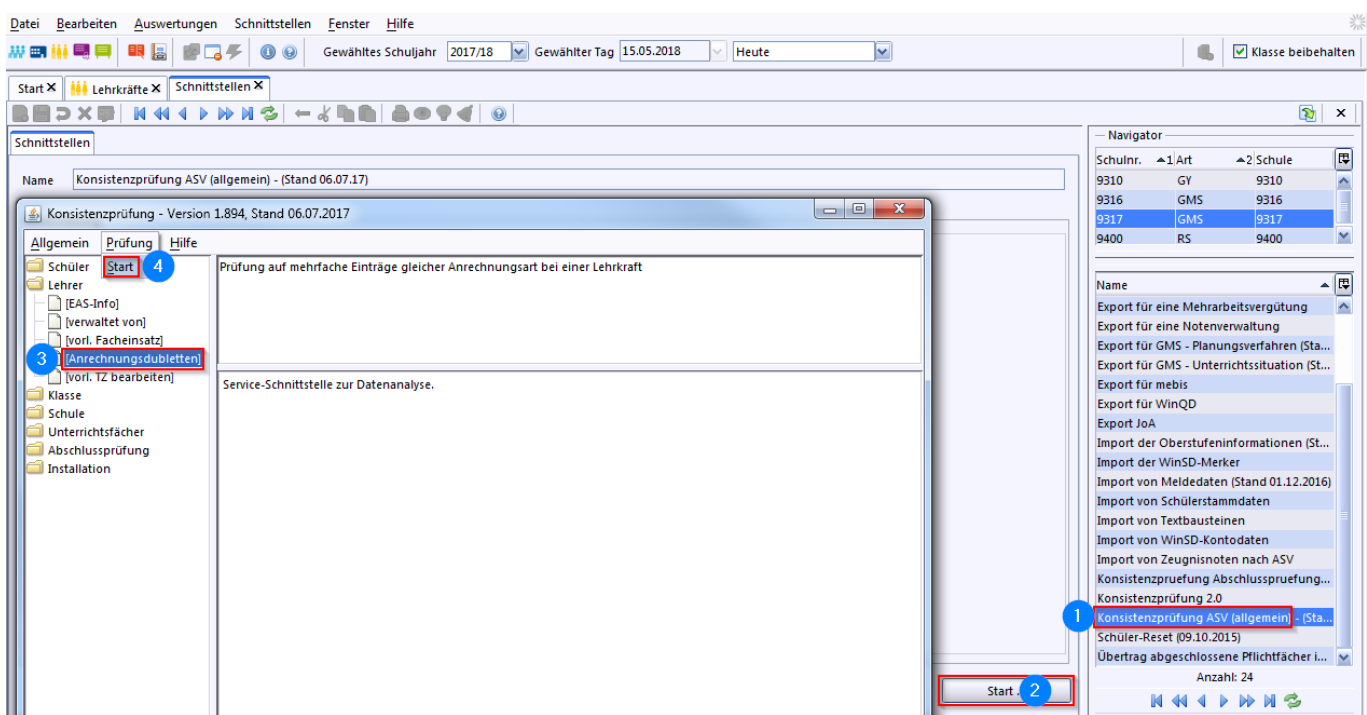 Datei Bearbeiten Auswertungen Schnittstellen Fenster Hilfe
Gewähltes Schuljahr 2017/18 Gewählter Tag 15.05.2018 Heute Klasse beibehalten
Start Lehrkräfte Schnittstellen
Schnittstellen
Name Konsistenzprüfung ASV (allgemein) - (Stand 06.07.17)
Konsistenzprüfung - Version 1.894, Stand 06.07.2017
Allgemein Prüfung Hilfe
Schüler Start 4
Lehrer
[EAS-Info]
[verwaltet von]
[vorl. Facheinsatz]
3 [Anrechnungsdubletten]
[vorl. TZ bearbeiten]
Klasse
Schule
Unterrichtsfächer
Abschlussprüfung
Installation
Prüfung auf mehrfache Einträge gleicher Anrechnungsart bei einer Lehrkraft
Service-Schnittstelle zur Datenanalyse.
Start . 2
Navigator
Schulnr. 1 Art 2 Schule
9310 GY 9310
9316 GMS 9316
9317 GMS 9317
9400 RS 9400
Name
Export für eine Mehrarbeitsvergütung
Export für eine Notenverwaltung
Export für GMS - Planungsverfahren (Sta...
Export für GMS - Unterrichtssituation (St...
Export für mebis
Export für WinQD
Export JoA
Import der Oberstufeninformationen (St...
Import der WinSD-Merker
Import von Meldedaten (Stand 01.12.2016)
Import von Schülerstammdaten
Import von Textbausteinen
Import von WinSD-Kontodaten
Import von Zeugnisnoten nach ASV
Konsistenzpruefung Abschlusspruefung...
Konsistenzprüfung 2.0
1 Konsistenzprüfung ASV (allgemein) - (Sta...
Schüler-Reset (09.10.2015)
Übertrag abgeschlossene Pflichtfächer i...
Anzahl: 24